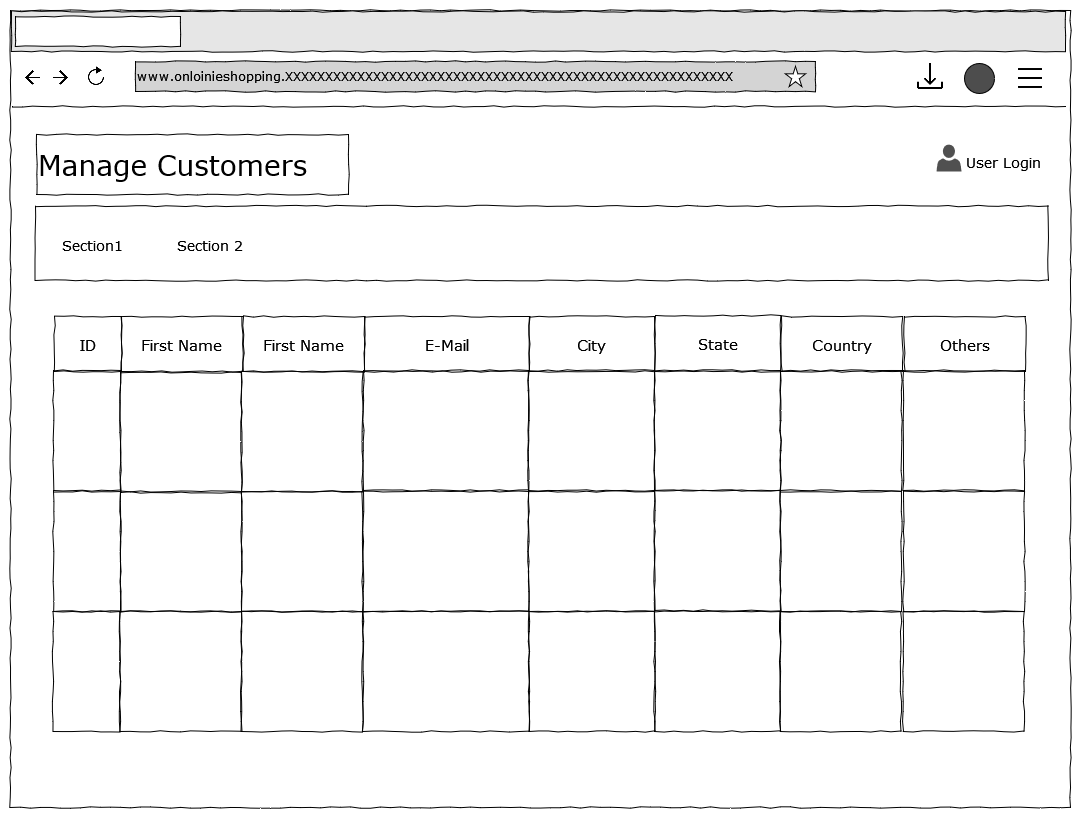 www.onloinieshopping.XXXXXXXXXXXXXXXXXXXXXXXXXXXXXXXXXXXXXXXXXXXXXXXXXXXXXXXX
Manage Customers
User Login
Section1 Section 2
ID First Name First Name E-Mail City State Country Others